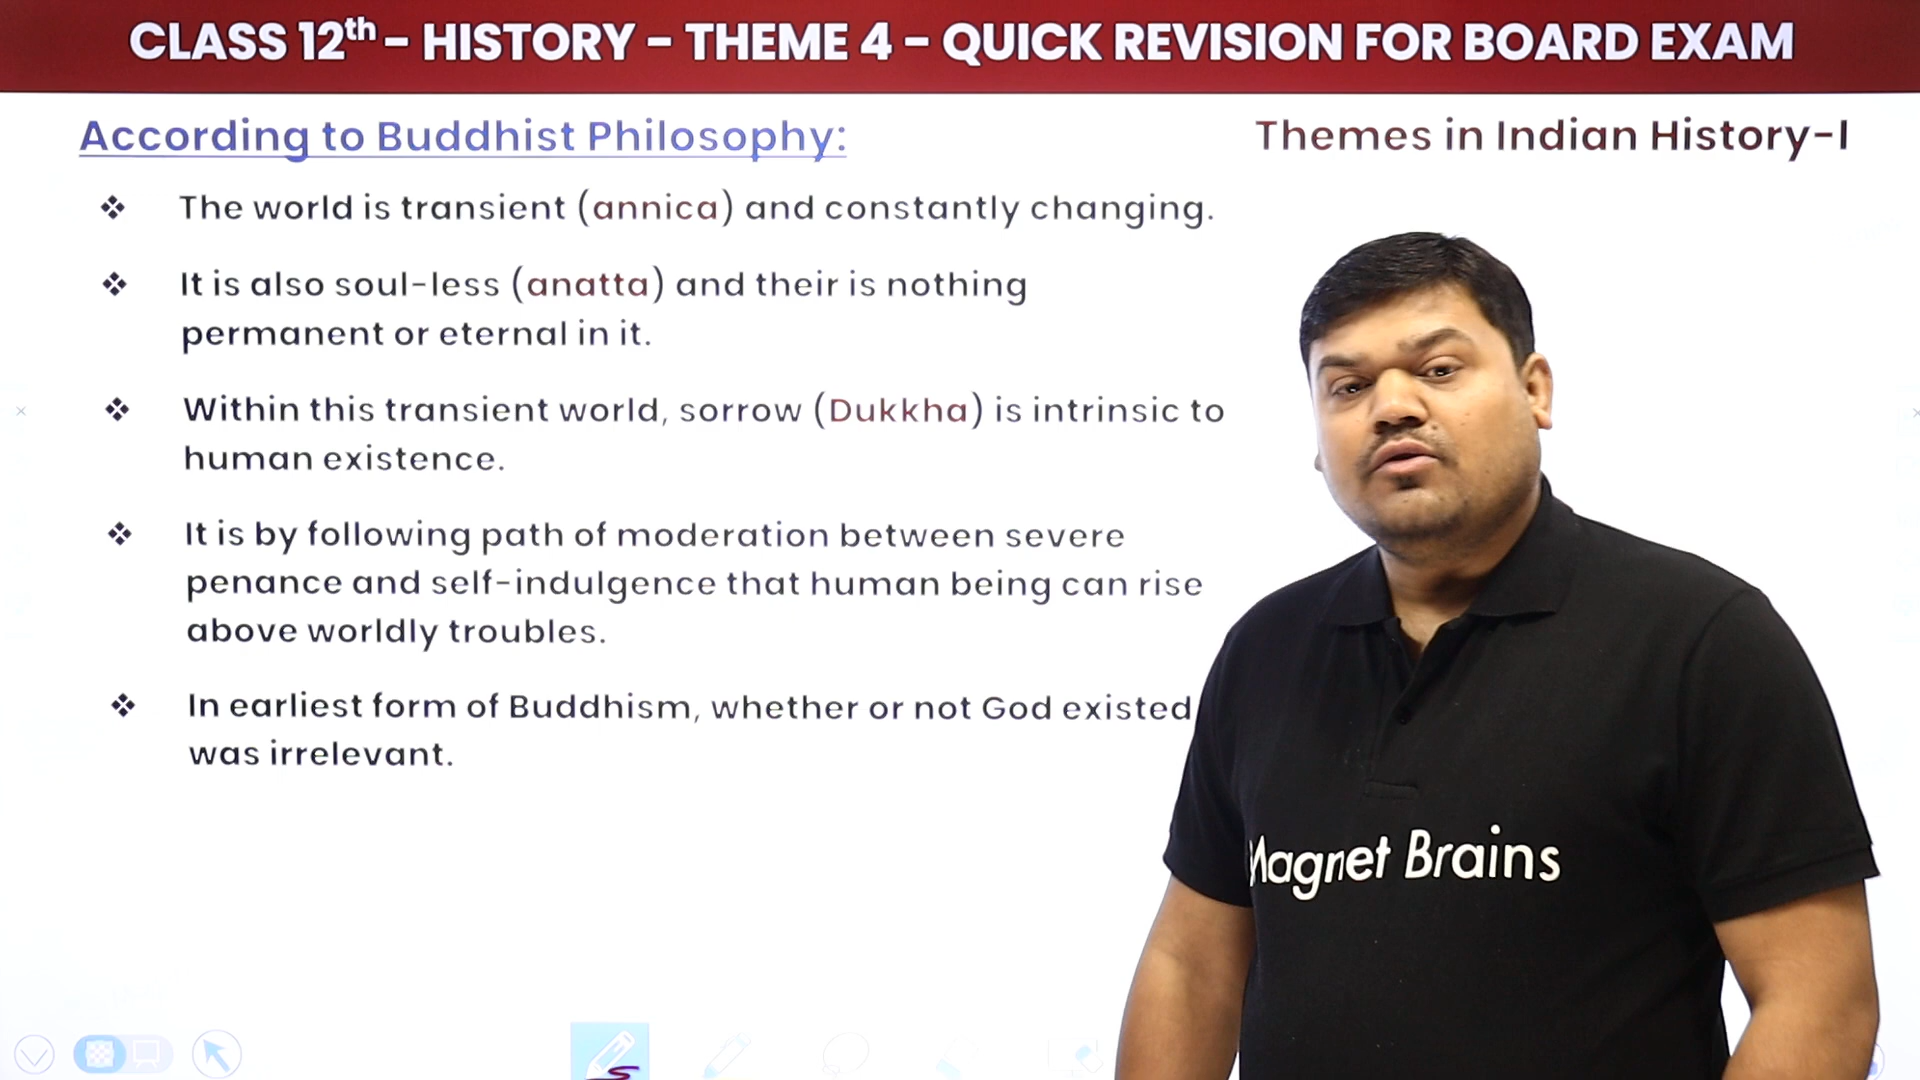 CLASS 12th - HISTORY - THEME 4 - QUICK REVISION FOR BOARD EXAM
According to Buddhist Philosophy:
Themes in Indian History-I
❖ The world is transient (annica) and constantly changing.
❖ It is also soul-less (anatta) and their is nothing
permanent or eternal in it.
❖ Within this transient world, sorrow (Dukkha) is intrinsic to
human existence.
❖ It is by following path of moderation between severe
penance and self-indulgence that human being can rise
above worldly troubles.
❖ In earliest form of Buddhism, whether or not God existed
was irrelevant.
Magnet Brains